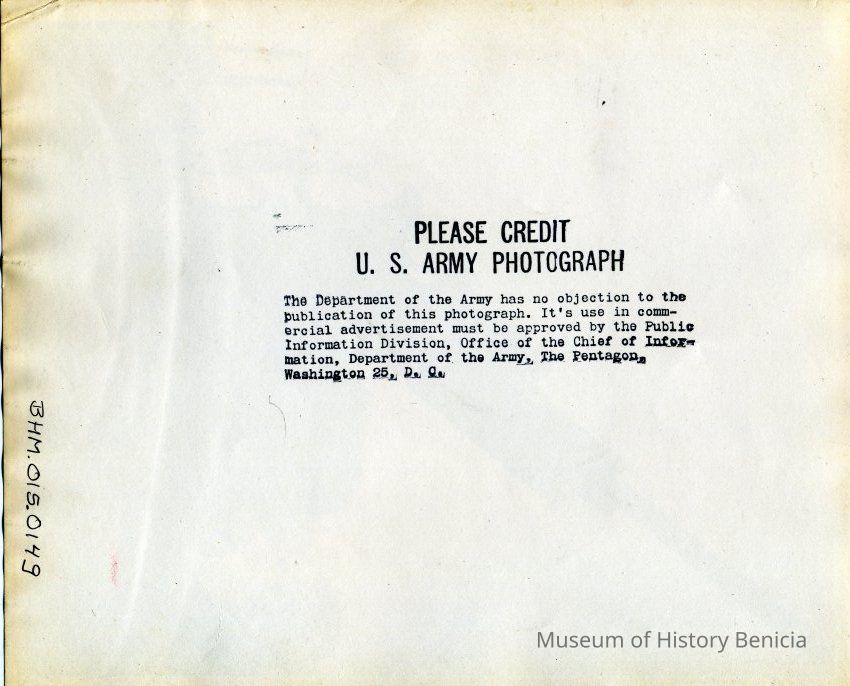 PLEASE CREDIT
U. S. ARMY PHOTOGRAPH
The Department of the Army has no objection to the
publication of this photograph. It's use in comm-
ercial advertisement must be approved by the Public
Information Division, Office of the Chief of Infor-
mation, Department of the Army, The Pentagon,
Washington 25, D. C.
BHM.015.0149
Museum of History Benicia